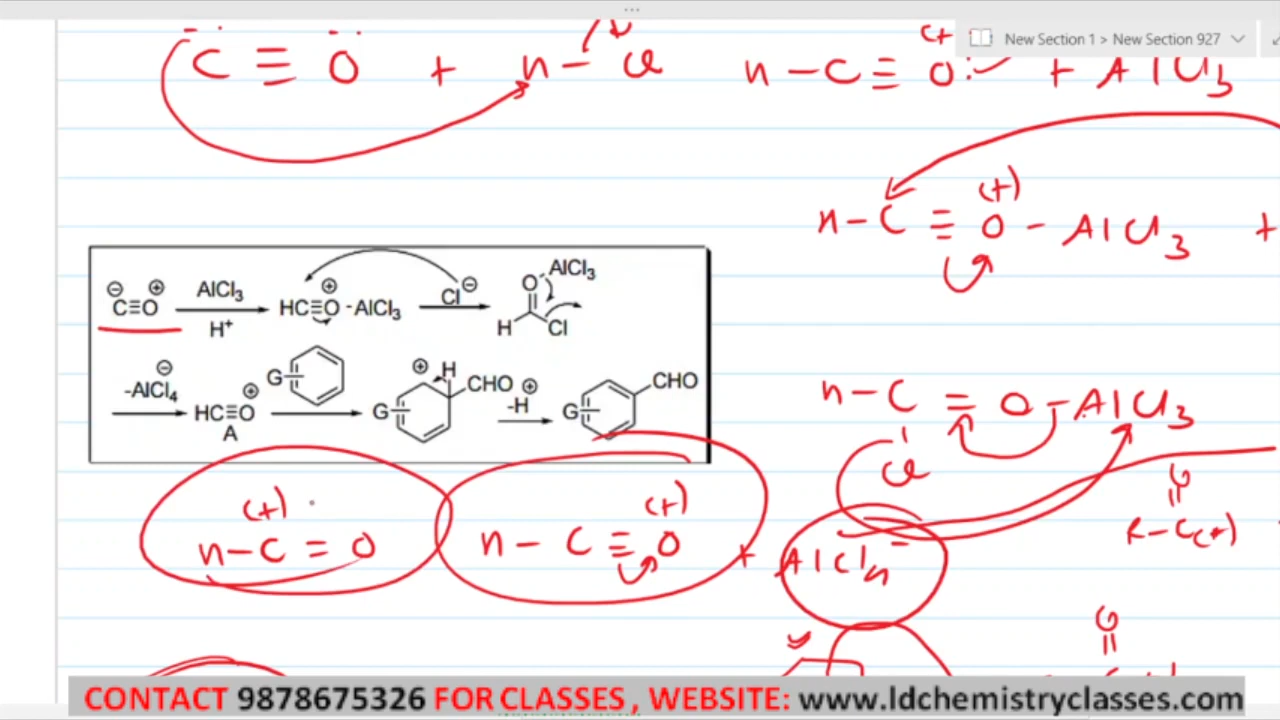 New Section 1 > New Section 927
C ≡ O + H – Cl H – C ≡ O: (+) + AlCl3
H – C ≡ O (+) – AlCl3 +
⊖C≡O⊕ AlCl3 H+ HC≡O⊕-AlCl3 Cl⊖ O-AlCl3 H Cl
-AlCl4⊖ HC≡O⊕ A G ⊕ H CHO G -H⊕ CHO G
H – C = O – AlCl3
Cl
H – C(+) = O H – C ≡ O(+) + AlCl4–
O
R – C(+)
O
CONTACT 9878675326 FOR CLASSES , WEBSITE: www.ldchemistryclasses.com